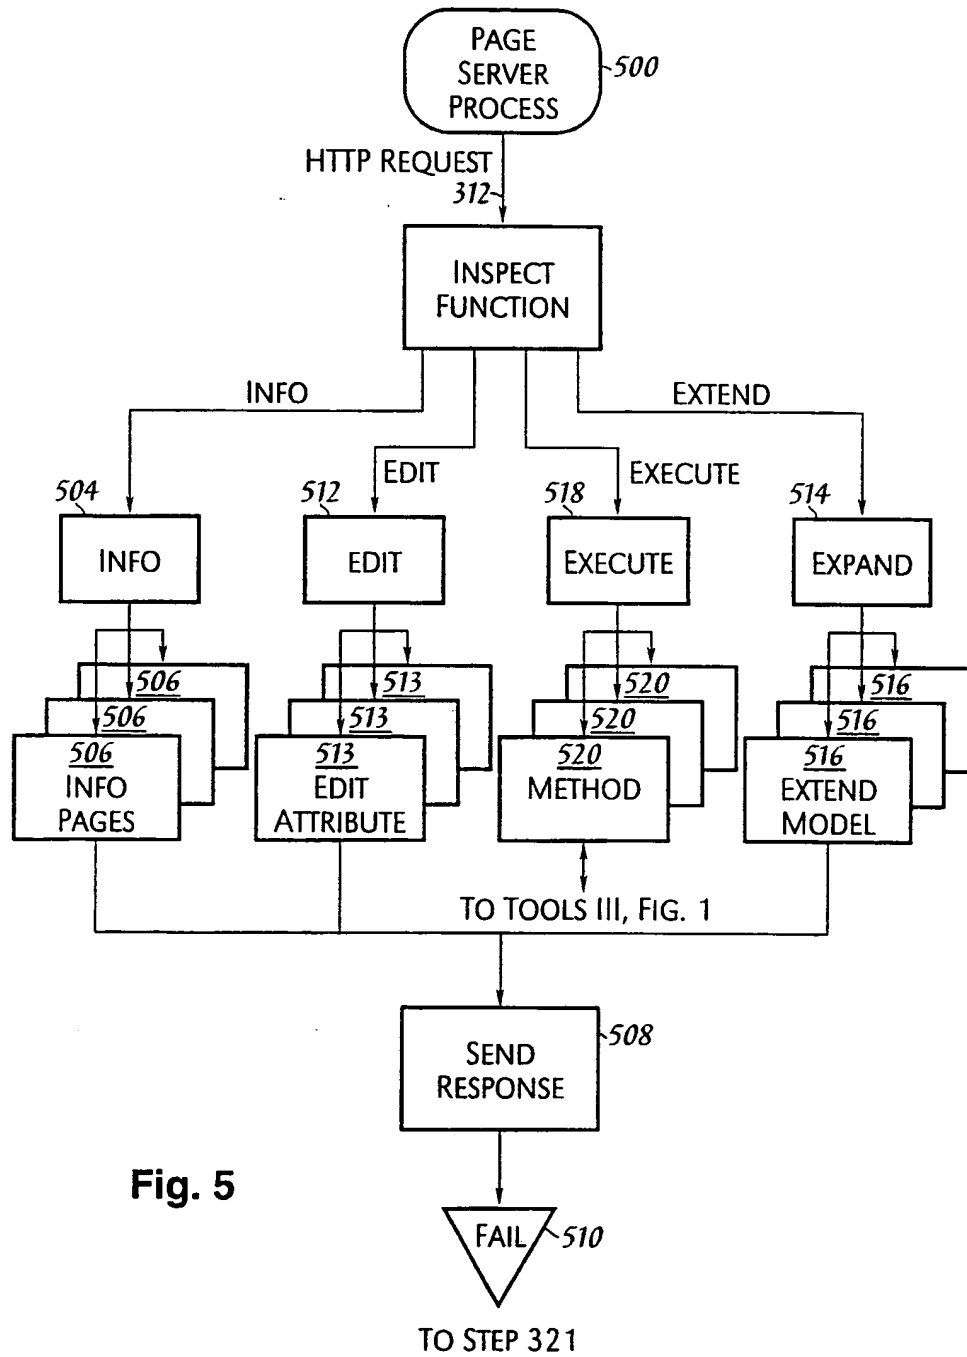 PAGE
SERVER
PROCESS
500
HTTP REQUEST
312
INSPECT
FUNCTION
INFO
EXTEND
EDIT
EXECUTE
504
512
518
514
INFO
EDIT
EXECUTE
EXPAND
506
513
520
516
506
513
520
516
506
513
520
516
INFO
PAGES
EDIT
ATTRIBUTE
METHOD
EXTEND
MODEL
TO TOOLS III, FIG. 1
508
SEND
RESPONSE
Fig. 5
FAIL
510
TO STEP 321